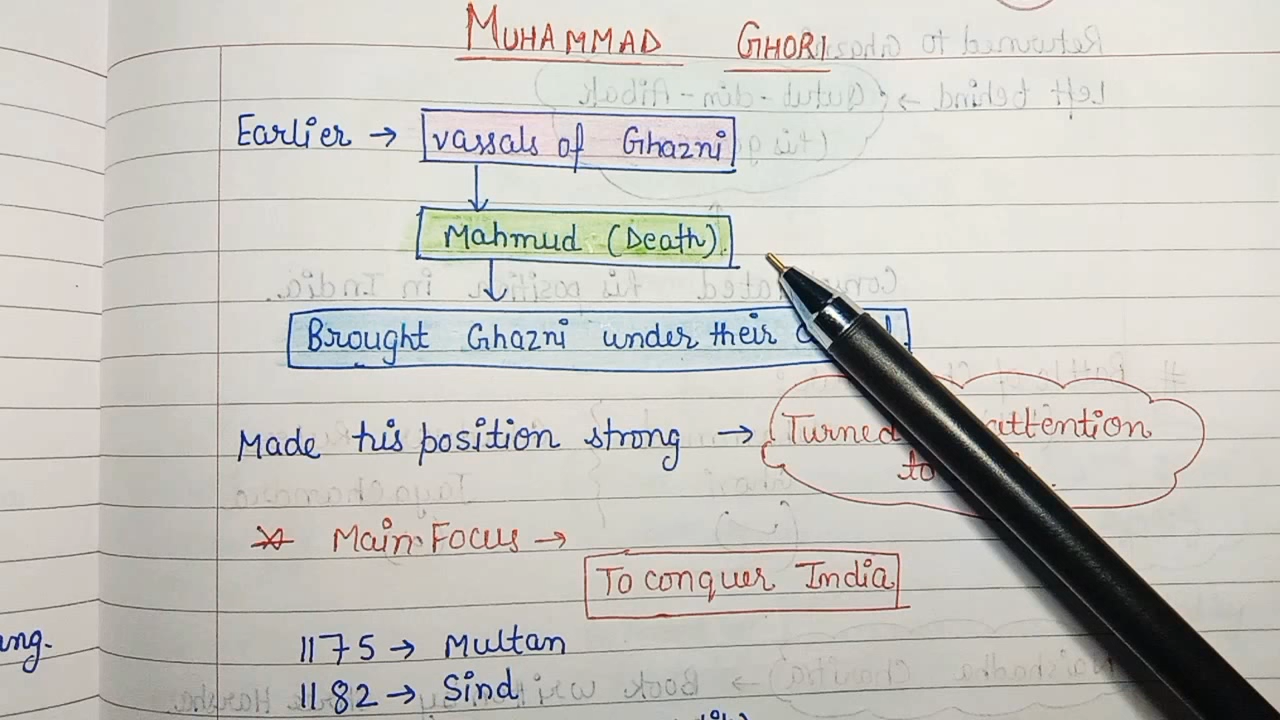 MUHAMMAD GHORI
Earlier → vassals of Ghazni
Mahmud (Death).
Brought Ghazni under their
Made his position strong → Turned attention
to
Main Focus →
To conquer India
ing.
1175 → Multan
1182 → Sind